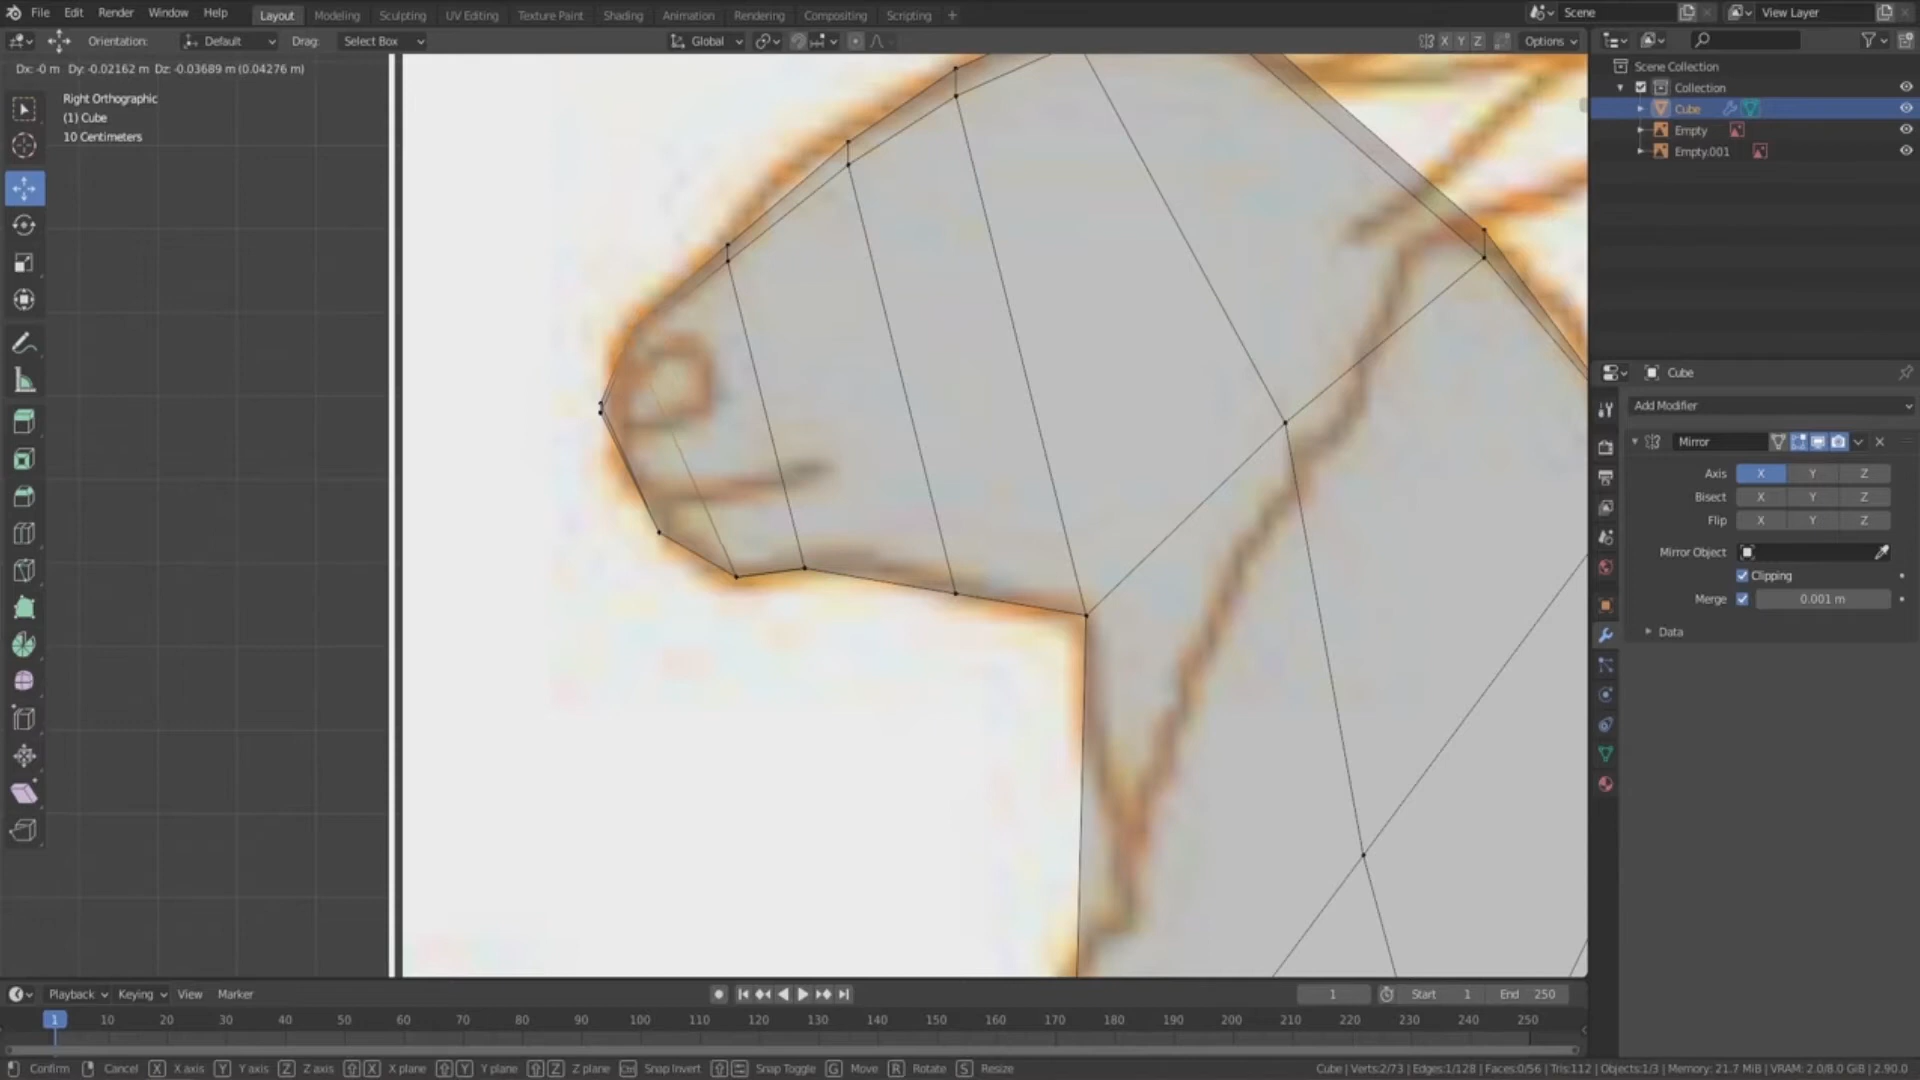 File Edit Render Window Help Layout Modeling Sculpting UV Editing Texture Paint Shading Animation Rendering Compositing Scripting + Scene View Layer
Orientation: Default Drag: Select Box Global X Y Z Options
Dx: -0 m Dy: -0.02162 m Dz: -0.03689 m (0.04276 m)
Right Orthographic
(1) Cube
10 Centimeters
Scene Collection
Collection
Cube
Empty
Empty.001
Cube
Add Modifier
Mirror
Axis X Y Z
Bisect X Y Z
Flip X Y Z
Mirror Object
Clipping
Merge 0.001 m
Data
Playback Keying View Marker 1 Start 1 End 250
1 10 20 30 40 50 60 70 80 90 100 110 120 130 140 150 160 170 180 190 200 210 220 230 240 250
Confirm Cancel X X axis Y Y axis Z Z axis X X plane Y Y plane Z Z plane Ctrl Snap Invert Snap Toggle G Move R Rotate S Resize Cube | Verts:2/73 | Edges:1/128 | Faces:0/56 | Tris:112 | Objects:1/3 | Memory: 21.7 MiB | VRAM: 2.0/8.0 GiB | 2.90.0